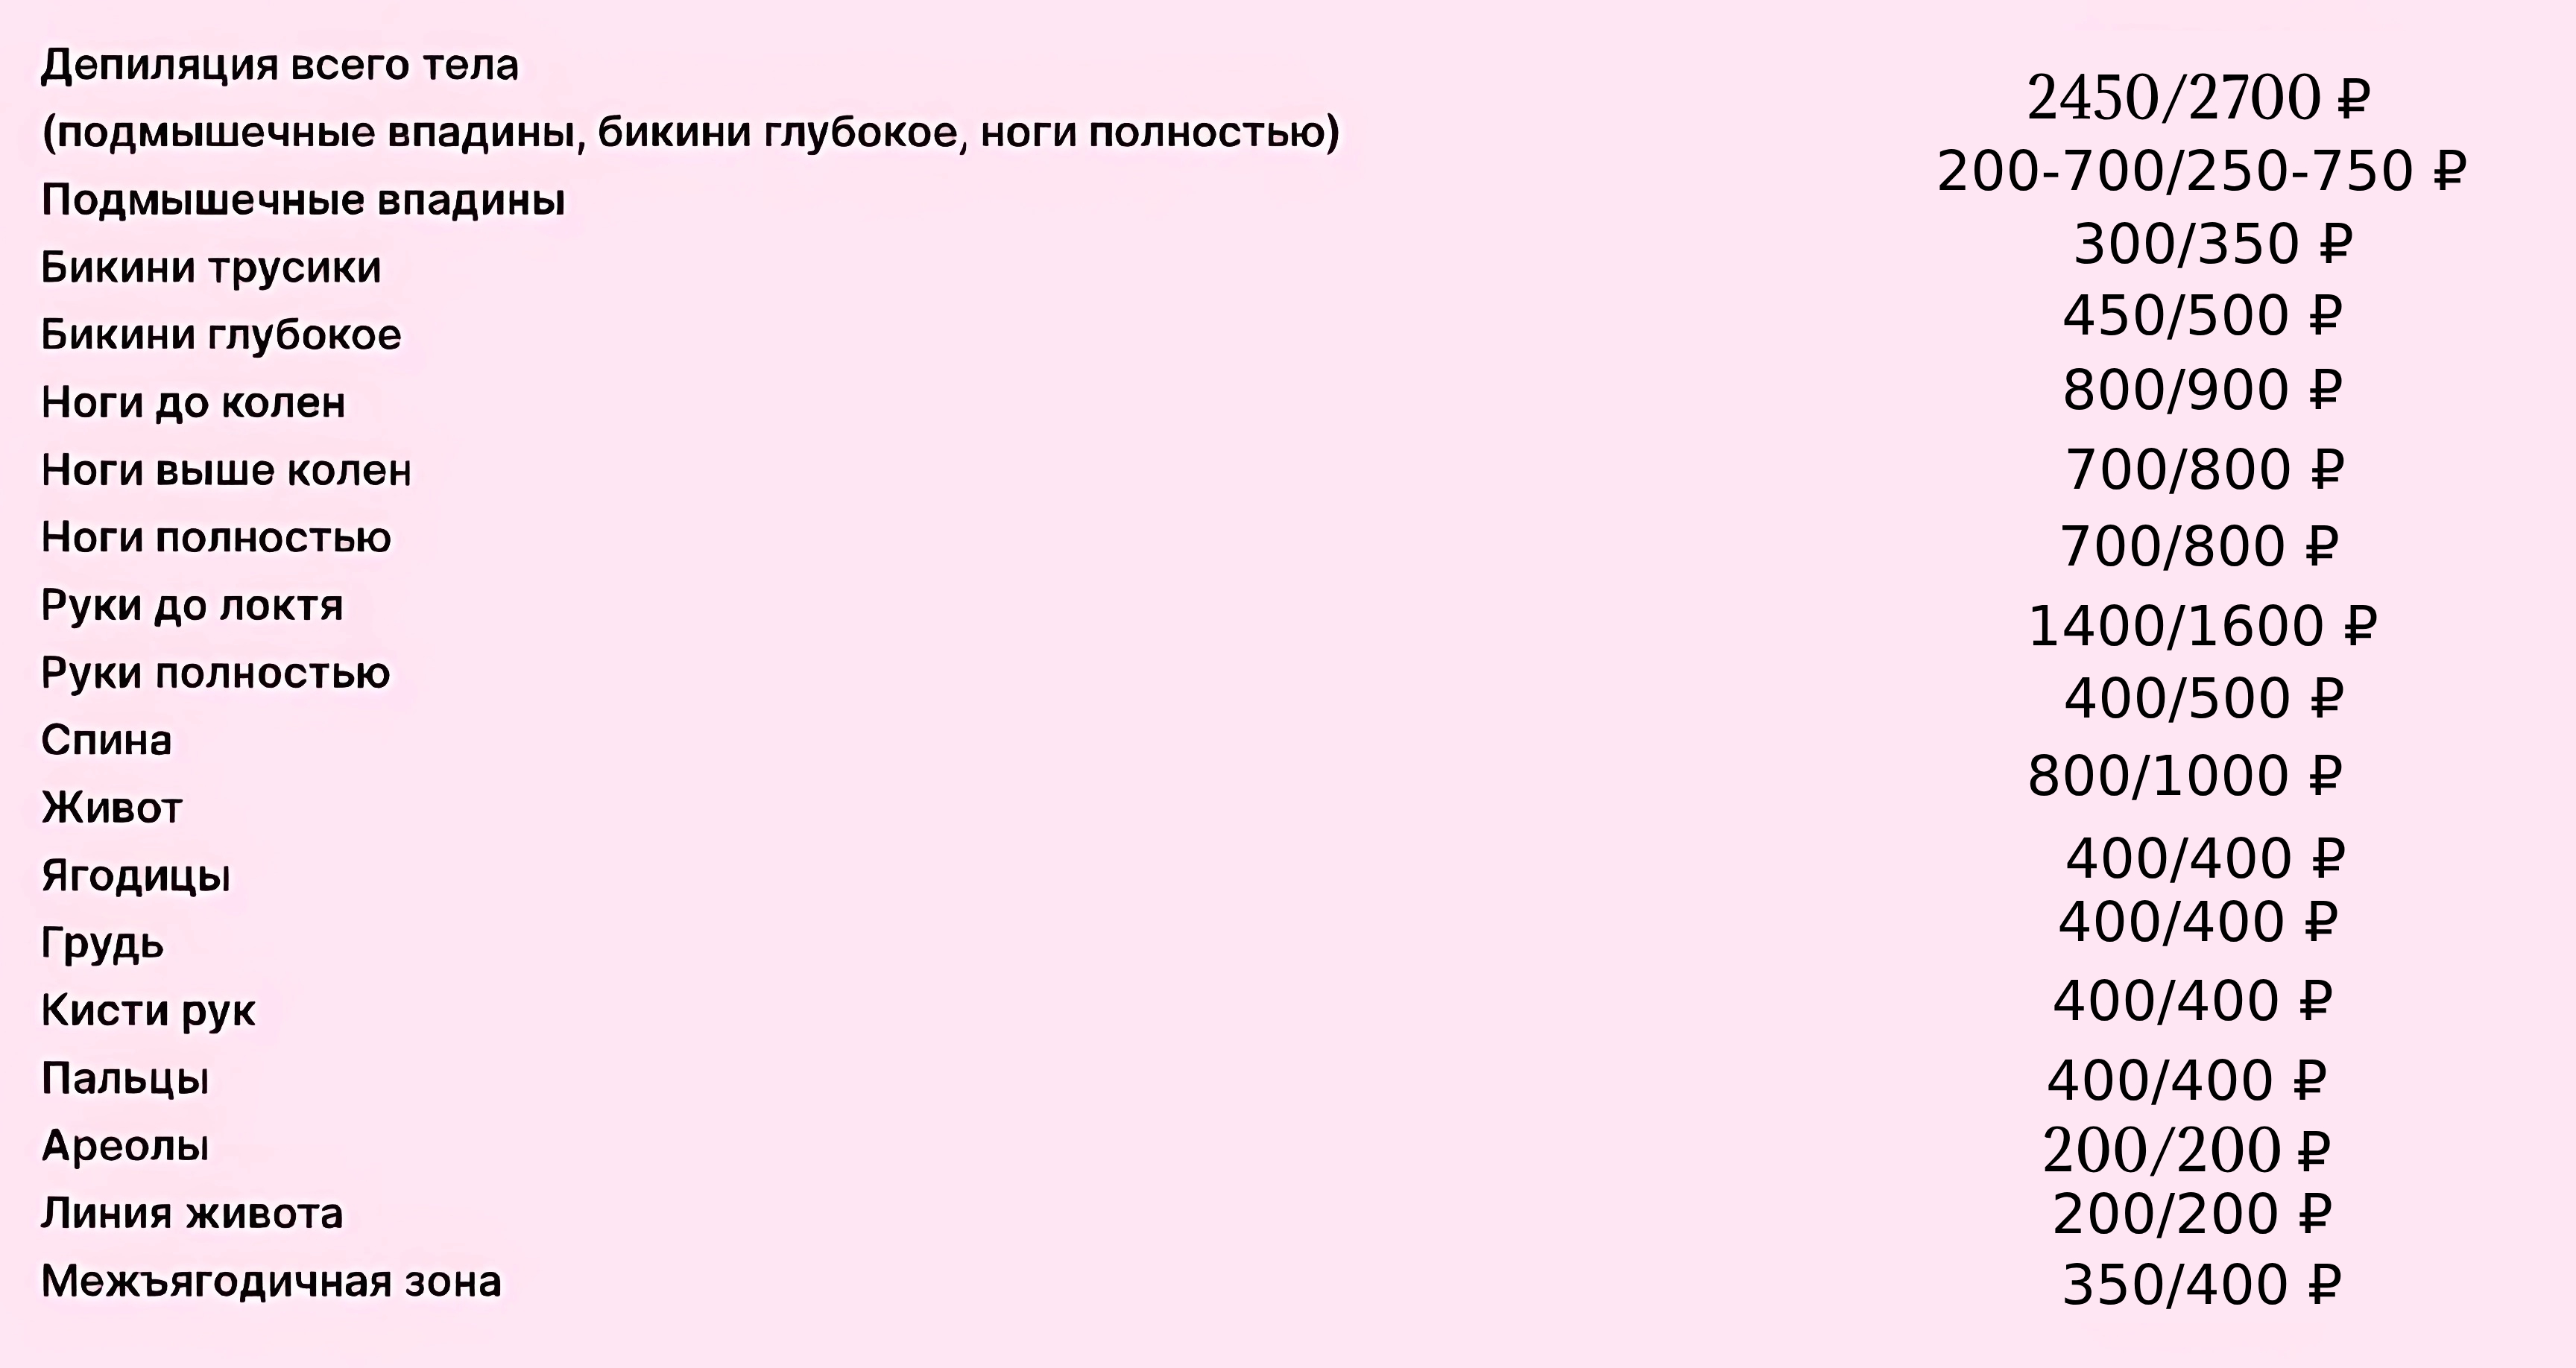 Депиляция всего тела
(подмышечные впадины, бикини глубокое, ноги полностью)
Подмышечные впадины
Бикини трусики
Бикини глубокое
Ноги до колен
Ноги выше колен
Ноги полностью
Руки до локтя
Руки полностью
Спина
Живот
Ягодицы
Грудь
Кисти рук
Пальцы
Ареолы
Линия живота
Межъягодичная зона
2450/2700 ₽
200-700/250-750 ₽
300/350 ₽
450/500 ₽
800/900 ₽
700/800 ₽
700/800 ₽
1400/1600 ₽
400/500 ₽
800/1000 ₽
400/400 ₽
400/400 ₽
400/400 ₽
400/400 ₽
200/200 ₽
200/200 ₽
350/400 ₽